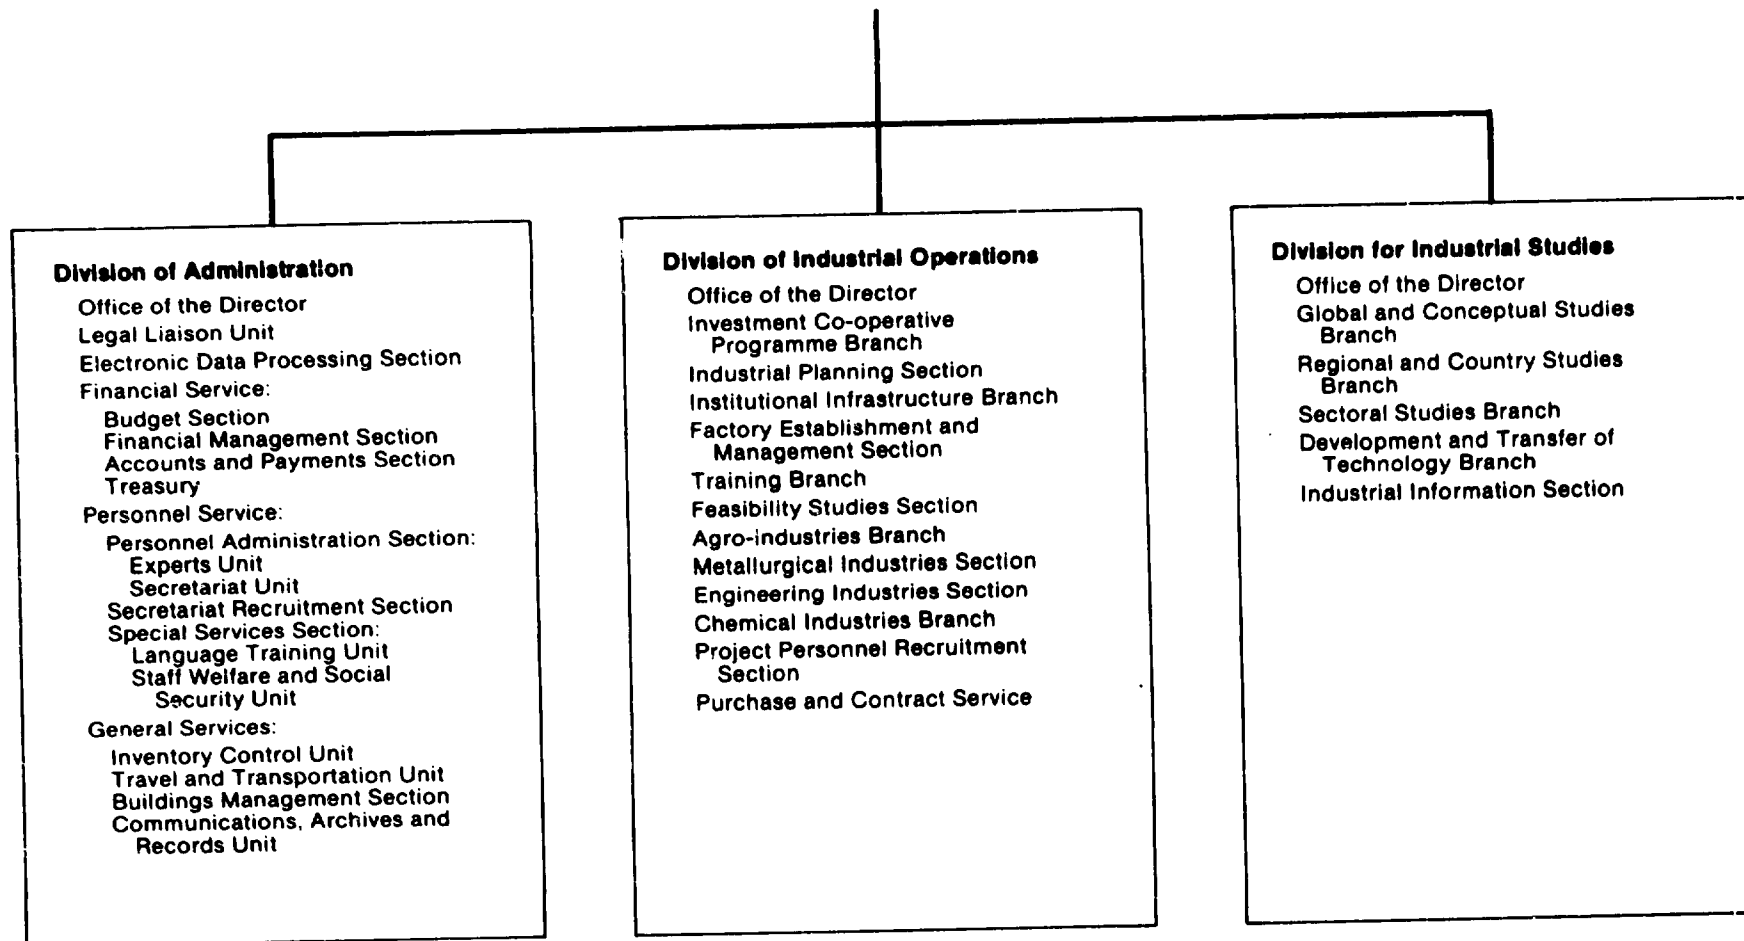 Division of Administration
Office of the Director
Legal Liaison Unit
Electronic Data Processing Section
Financial Service:
Budget Section
Financial Management Section
Accounts and Payments Section
Treasury
Personnel Service:
Personnel Administration Section:
Experts Unit
Secretariat Unit
Secretariat Recruitment Section
Special Services Section:
Language Training Unit
Staff Welfare and Social
Security Unit
General Services:
Inventory Control Unit
Travel and Transportation Unit
Buildings Management Section
Communications, Archives and
Records Unit
Division of Industrial Operations
Office of the Director
Investment Co-operative
Programme Branch
Industrial Planning Section
Institutional Infrastructure Branch
Factory Establishment and
Management Section
Training Branch
Feasibility Studies Section
Agro-industries Branch
Metallurgical Industries Section
Engineering Industries Section
Chemical Industries Branch
Project Personnel Recruitment
Section
Purchase and Contract Service
Division for Industrial Studies
Office of the Director
Global and Conceptual Studies
Branch
Regional and Country Studies
Branch
Sectoral Studies Branch
Development and Transfer of
Technology Branch
Industrial Information Section